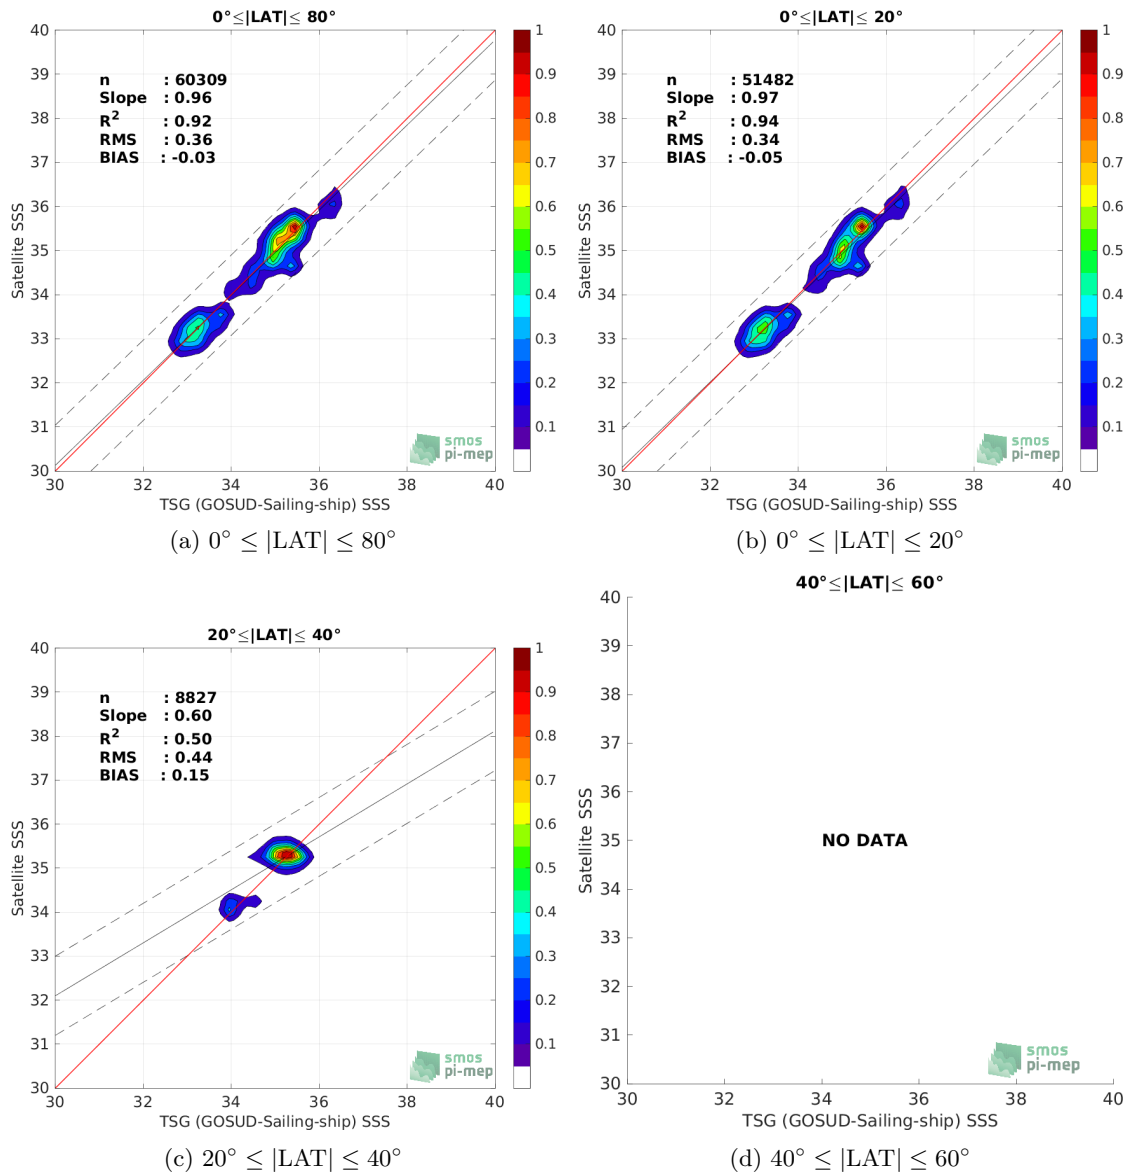 0°≤|LAT|≤ 80°
40
39
38
37
36
35
34
33
32
31
30
Satellite SSS
n : 60309
Slope : 0.96
R² : 0.92
RMS : 0.36
BIAS : -0.03
1
0.9
0.8
0.7
0.6
0.5
0.4
0.3
0.2
0.1
smos
pi-mep
30 32 34 36 38 40
TSG (GOSUD-Sailing-ship) SSS
(a) 0° ≤ |LAT| ≤ 80°
0°≤|LAT|≤ 20°
40
39
38
37
36
35
34
33
32
31
30
Satellite SSS
n : 51482
Slope : 0.97
R² : 0.94
RMS : 0.34
BIAS : -0.05
1
0.9
0.8
0.7
0.6
0.5
0.4
0.3
0.2
0.1
smos
pi-mep
30 32 34 36 38 40
TSG (GOSUD-Sailing-ship) SSS
(b) 0° ≤ |LAT| ≤ 20°
20°≤|LAT|≤ 40°
40
39
38
37
36
35
34
33
32
31
30
Satellite SSS
n : 8827
Slope : 0.60
R² : 0.50
RMS : 0.44
BIAS : 0.15
1
0.9
0.8
0.7
0.6
0.5
0.4
0.3
0.2
0.1
smos
pi-mep
30 32 34 36 38 40
TSG (GOSUD-Sailing-ship) SSS
(c) 20° ≤ |LAT| ≤ 40°
40°≤|LAT|≤ 60°
40
39
38
37
36
35
34
33
32
31
30
Satellite SSS
NO DATA
smos
pi-mep
30 32 34 36 38 40
TSG (GOSUD-Sailing-ship) SSS
(d) 40° ≤ |LAT| ≤ 60°